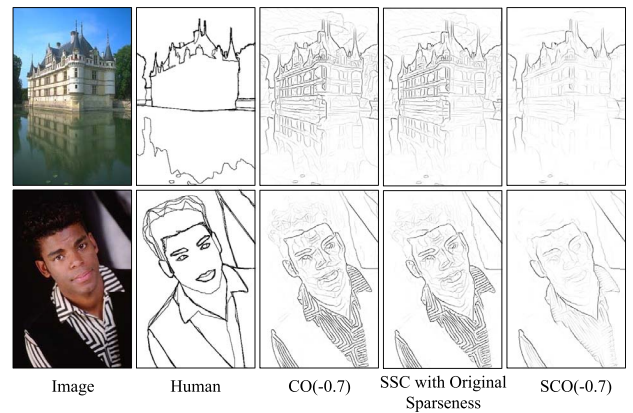 Image
Human
CO(-0.7)
SSC with Original
Sparseness
SCO(-0.7)